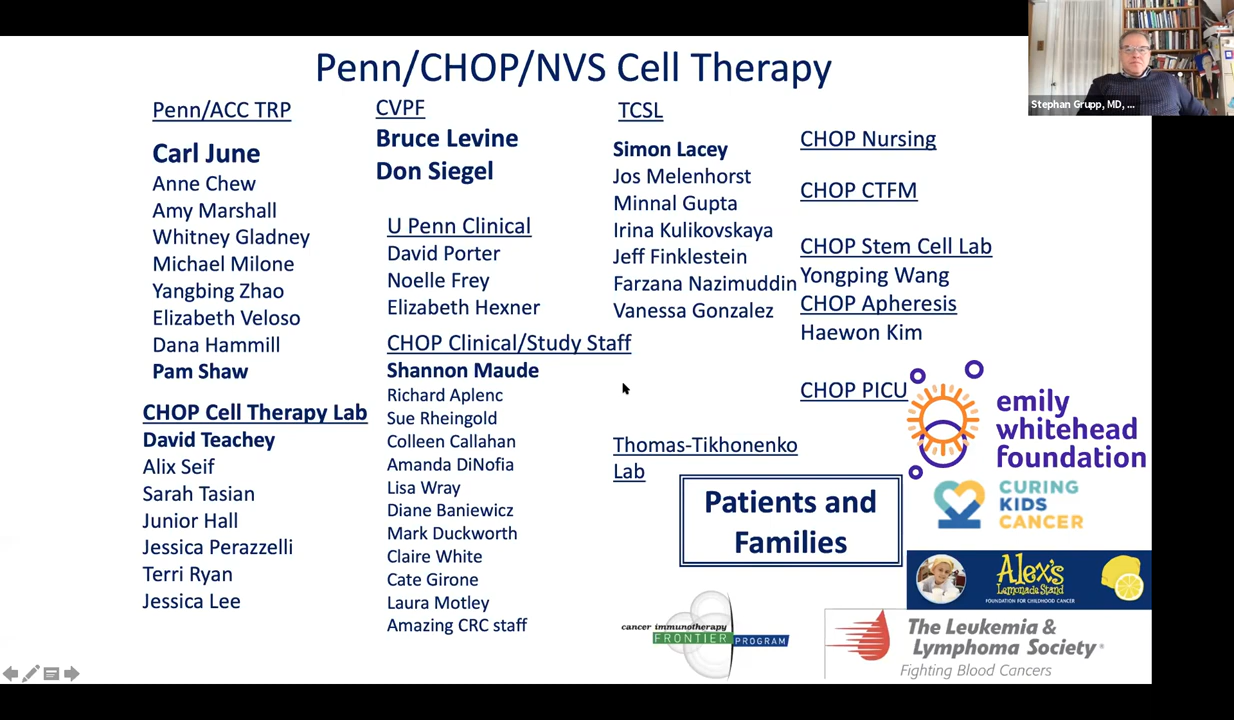 Penn/CHOP/NVS Cell Therapy
Stephan Grupp, MD, ...
Penn/ACC TRP
Carl June
Anne Chew
Amy Marshall
Whitney Gladney
Michael Milone
Yangbing Zhao
Elizabeth Veloso
Dana Hammill
Pam Shaw
CHOP Cell Therapy Lab
David Teachey
Alix Seif
Sarah Tasian
Junior Hall
Jessica Perazzelli
Terri Ryan
Jessica Lee
CVPF
Bruce Levine
Don Siegel
U Penn Clinical
David Porter
Noelle Frey
Elizabeth Hexner
CHOP Clinical/Study Staff
Shannon Maude
Richard Aplenc
Sue Rheingold
Colleen Callahan
Amanda DiNofia
Lisa Wray
Diane Baniewicz
Mark Duckworth
Claire White
Cate Girone
Laura Motley
Amazing CRC staff
TCSL
Simon Lacey
Jos Melenhorst
Minnal Gupta
Irina Kulikovskaya
Jeff Finklestein
Farzana Nazimuddin
Vanessa Gonzalez
Thomas-Tikhonenko
Lab
CHOP Nursing
CHOP CTFM
CHOP Stem Cell Lab
Yongping Wang
CHOP Apheresis
Haewon Kim
CHOP PICU
Patients and
Families
emily
whitehead
foundation
CURING
KIDS
CANCER
Alex's
Lemonade Stand
FOUNDATION FOR CHILDHOOD CANCER
cancer immunotherapy
FRONTIER PROGRAM
The Leukemia &
Lymphoma Society®
Fighting Blood Cancers